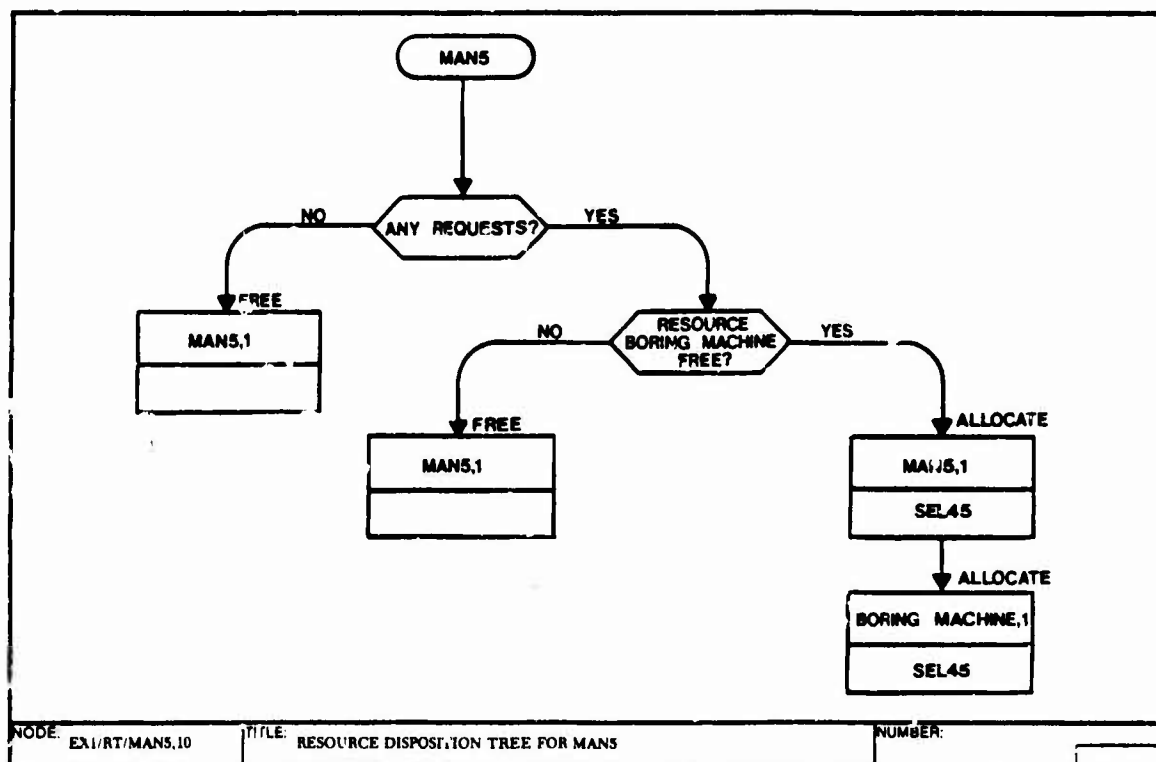 MAN5
ANY REQUESTS?
NO
YES
FREE
MAN5,1
RESOURCE
BORING MACHINE
FREE?
NO
YES
FREE
MAN5,1
ALLOCATE
MAN5,1
SEL45
ALLOCATE
BORING MACHINE,1
SEL45
NODE: EX1/RT/MAN5,10
TITLE: RESOURCE DISPOSITION TREE FOR MAN5
NUMBER: